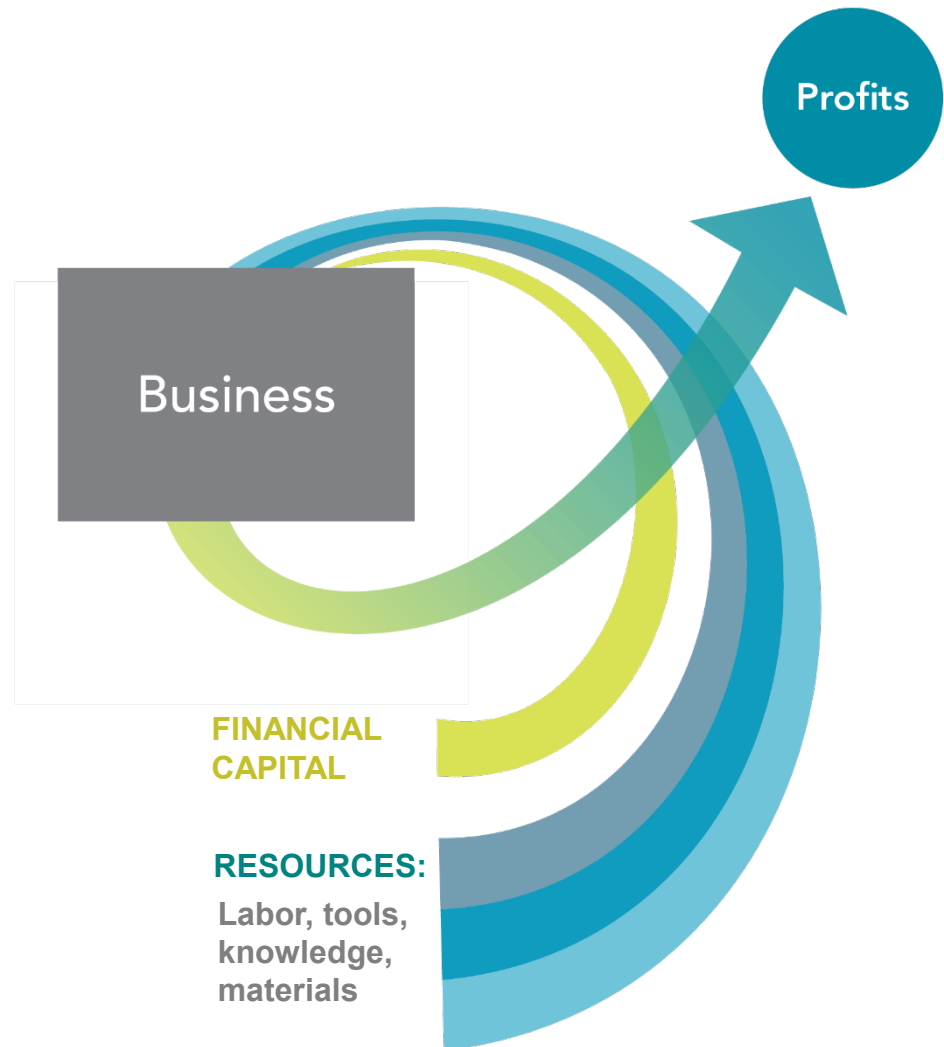 Profits
Business
FINANCIAL
CAPITAL
RESOURCES:
Labor, tools,
knowledge,
materials